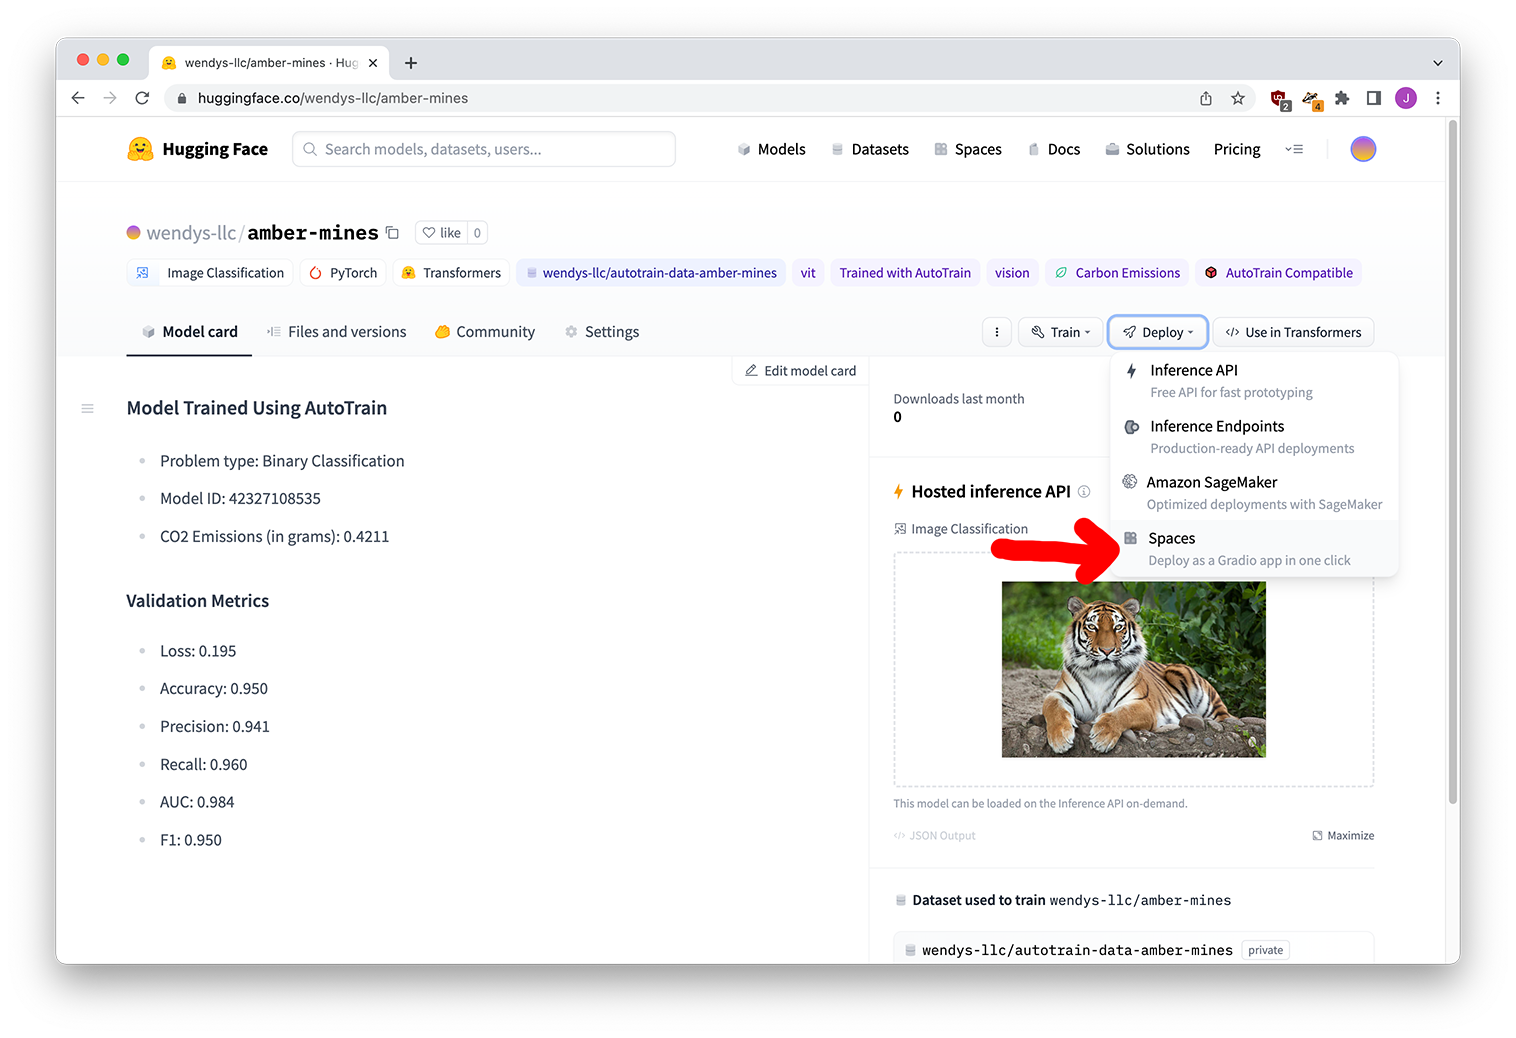 wendys-llc/amber-mines · Hug
huggingface.co/wendys-llc/amber-mines
2
4
J
Hugging Face
Search models, datasets, users...
Models
Datasets
Spaces
Docs
Solutions
Pricing
wendys-llc/amber-mines
like 0
Image Classification
PyTorch
Transformers
wendys-llc/autotrain-data-amber-mines
vit
Trained with AutoTrain
vision
Carbon Emissions
AutoTrain Compatible
Model card
Files and versions
Community
Settings
Train
Deploy
Use in Transformers
Edit model card
Model Trained Using AutoTrain
Problem type: Binary Classification
Model ID: 42327108535
CO2 Emissions (in grams): 0.4211
Validation Metrics
Loss: 0.195
Accuracy: 0.950
Precision: 0.941
Recall: 0.960
AUC: 0.984
F1: 0.950
Downloads last month
0
Inference API
Free API for fast prototyping
Inference Endpoints
Production-ready API deployments
Amazon SageMaker
Optimized deployments with SageMaker
Spaces
Deploy as a Gradio app in one click
Hosted inference API
Image Classification
This model can be loaded on the Inference API on-demand.
JSON Output
Maximize
Dataset used to train wendys-llc/amber-mines
wendys-llc/autotrain-data-amber-mines private